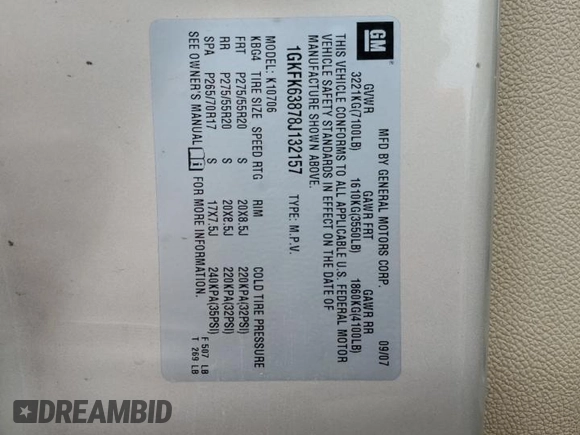 GM
MFD BY GENERAL MOTORS CORP. 09/07
GVWR GAWR FRT GAWR RR
3221KG(7100LB) 1610KG(3550LB) 1860KG(4100LB)
THIS VEHICLE CONFORMS TO ALL APPLICABLE U.S. FEDERAL MOTOR
VEHICLE SAFETY STANDARDS IN EFFECT ON THE DATE OF
MANUFACTURE SHOWN ABOVE.
1GKFK63878J132157 TYPE: M.P.V.
MODEL: K10706
KBG4 TIRE SIZE SPEED RTG RIM COLD TIRE PRESSURE
FRT P275/55R20 S 20X8.5J 220KPA(32PSI)
RR P275/55R20 S 20X8.5J 220KPA(32PSI)
SPA P265/70R17 S 17X7.5J 240KPA(35PSI)
SEE OWNER'S MANUAL i FOR MORE INFORMATION.
F 507 LB
T 269 LB
DREAMBID